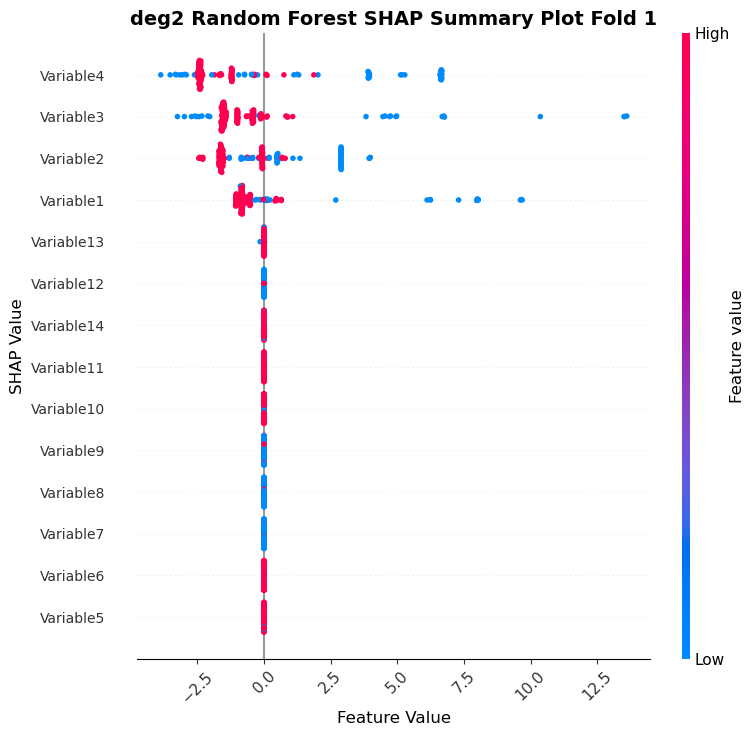 deg2 Random Forest SHAP Summary Plot Fold 1
High
Variable4
Variable3
Variable2
Variable1
Variable13
Variable12
Variable14
Variable11
Variable10
Variable9
Variable8
Variable7
Variable6
Variable5
SHAP Value
Feature value
Low
−2.5
0.0
2.5
5.0
7.5
10.0
12.5
Feature Value